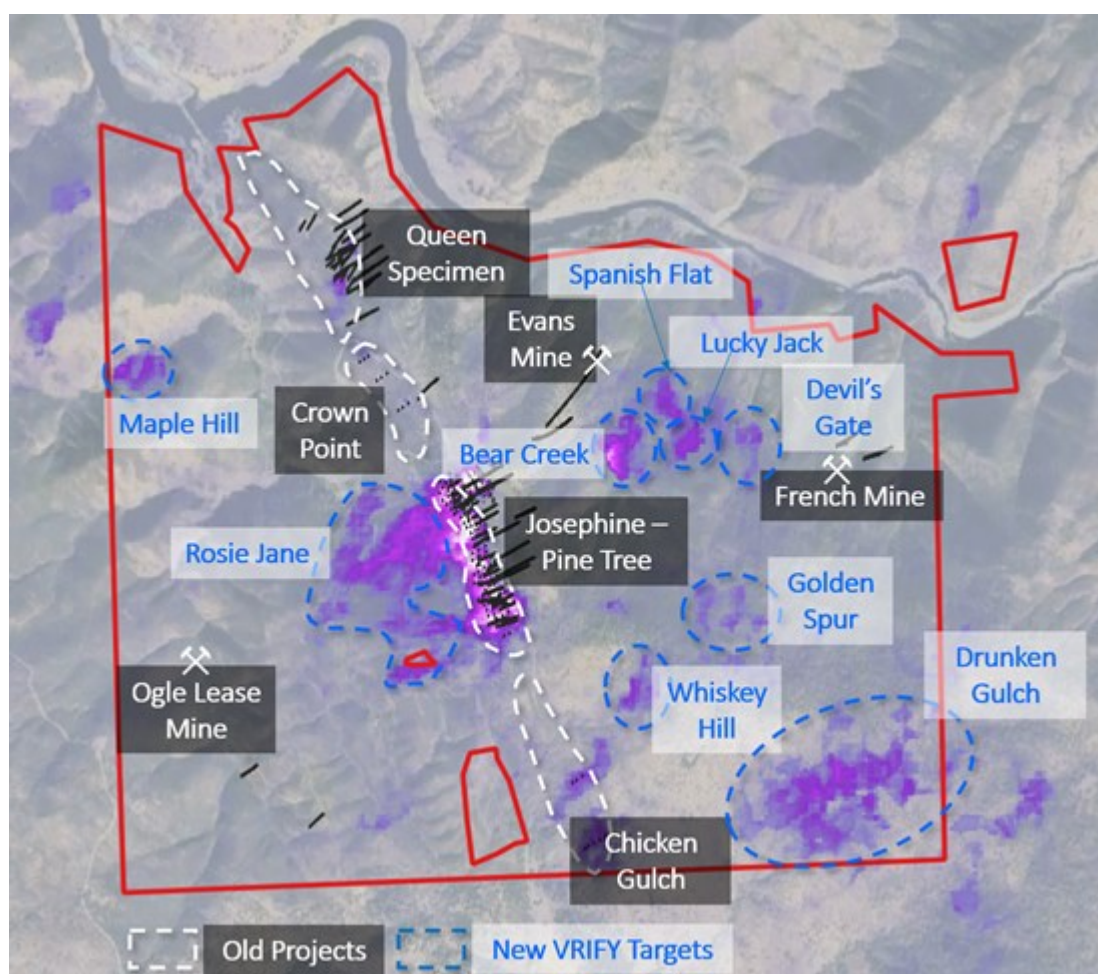 Queen
Specimen
Spanish Flat
Evans
Mine
Lucky Jack
Devil's
Gate
Maple Hill
Crown
Point
Bear Creek
French Mine
Rosie Jane
Josephine –
Pine Tree
Golden
Spur
Drunken
Gulch
Ogle Lease
Mine
Whiskey
Hill
Chicken
Gulch
Old Projects
New VRIFY Targets